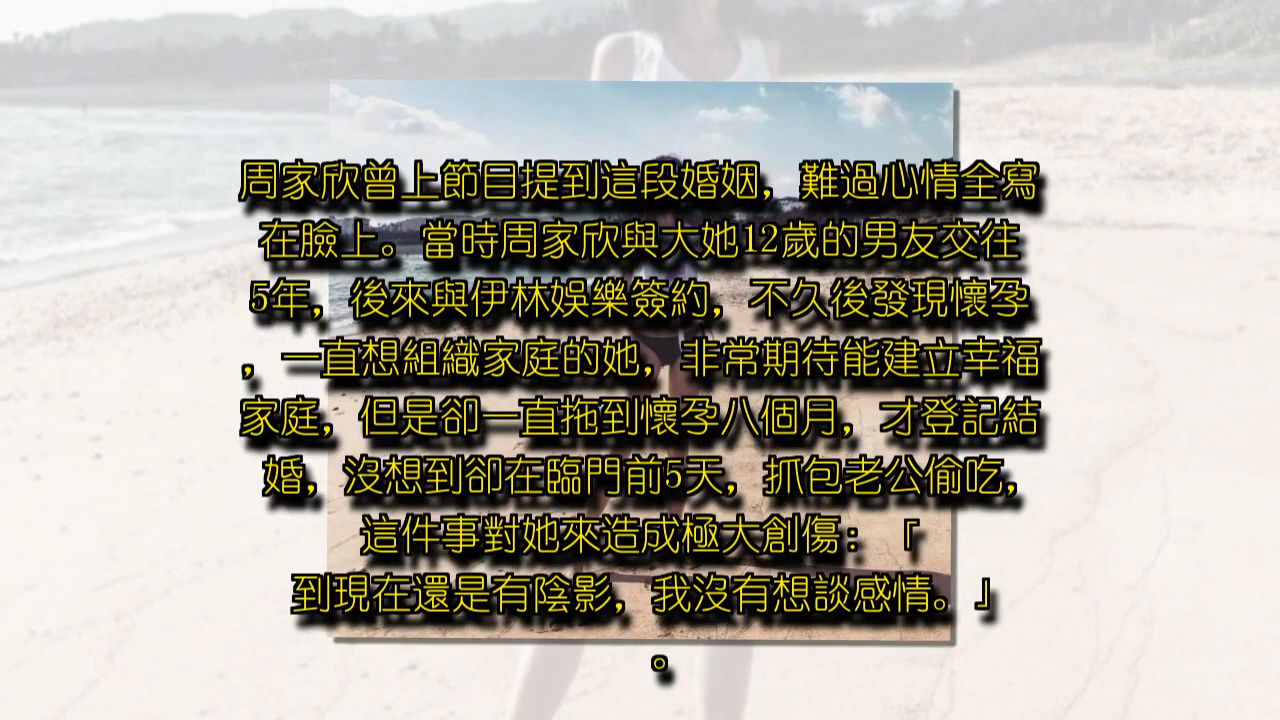 周家欣曾上節目提到這段婚姻，難過心情全寫
在臉上。當時周家欣與大她12歲的男友交往
5年，後來與伊林娛樂簽約，不久後發現懷孕
，一直想組織家庭的她，非常期待能建立幸福
家庭，但是卻一直拖到懷孕八個月，才登記結
婚，沒想到卻在臨門前5天，抓包老公偷吃，
這件事對她來造成極大創傷：「
到現在還是有陰影，我沒有想談感情。」
。